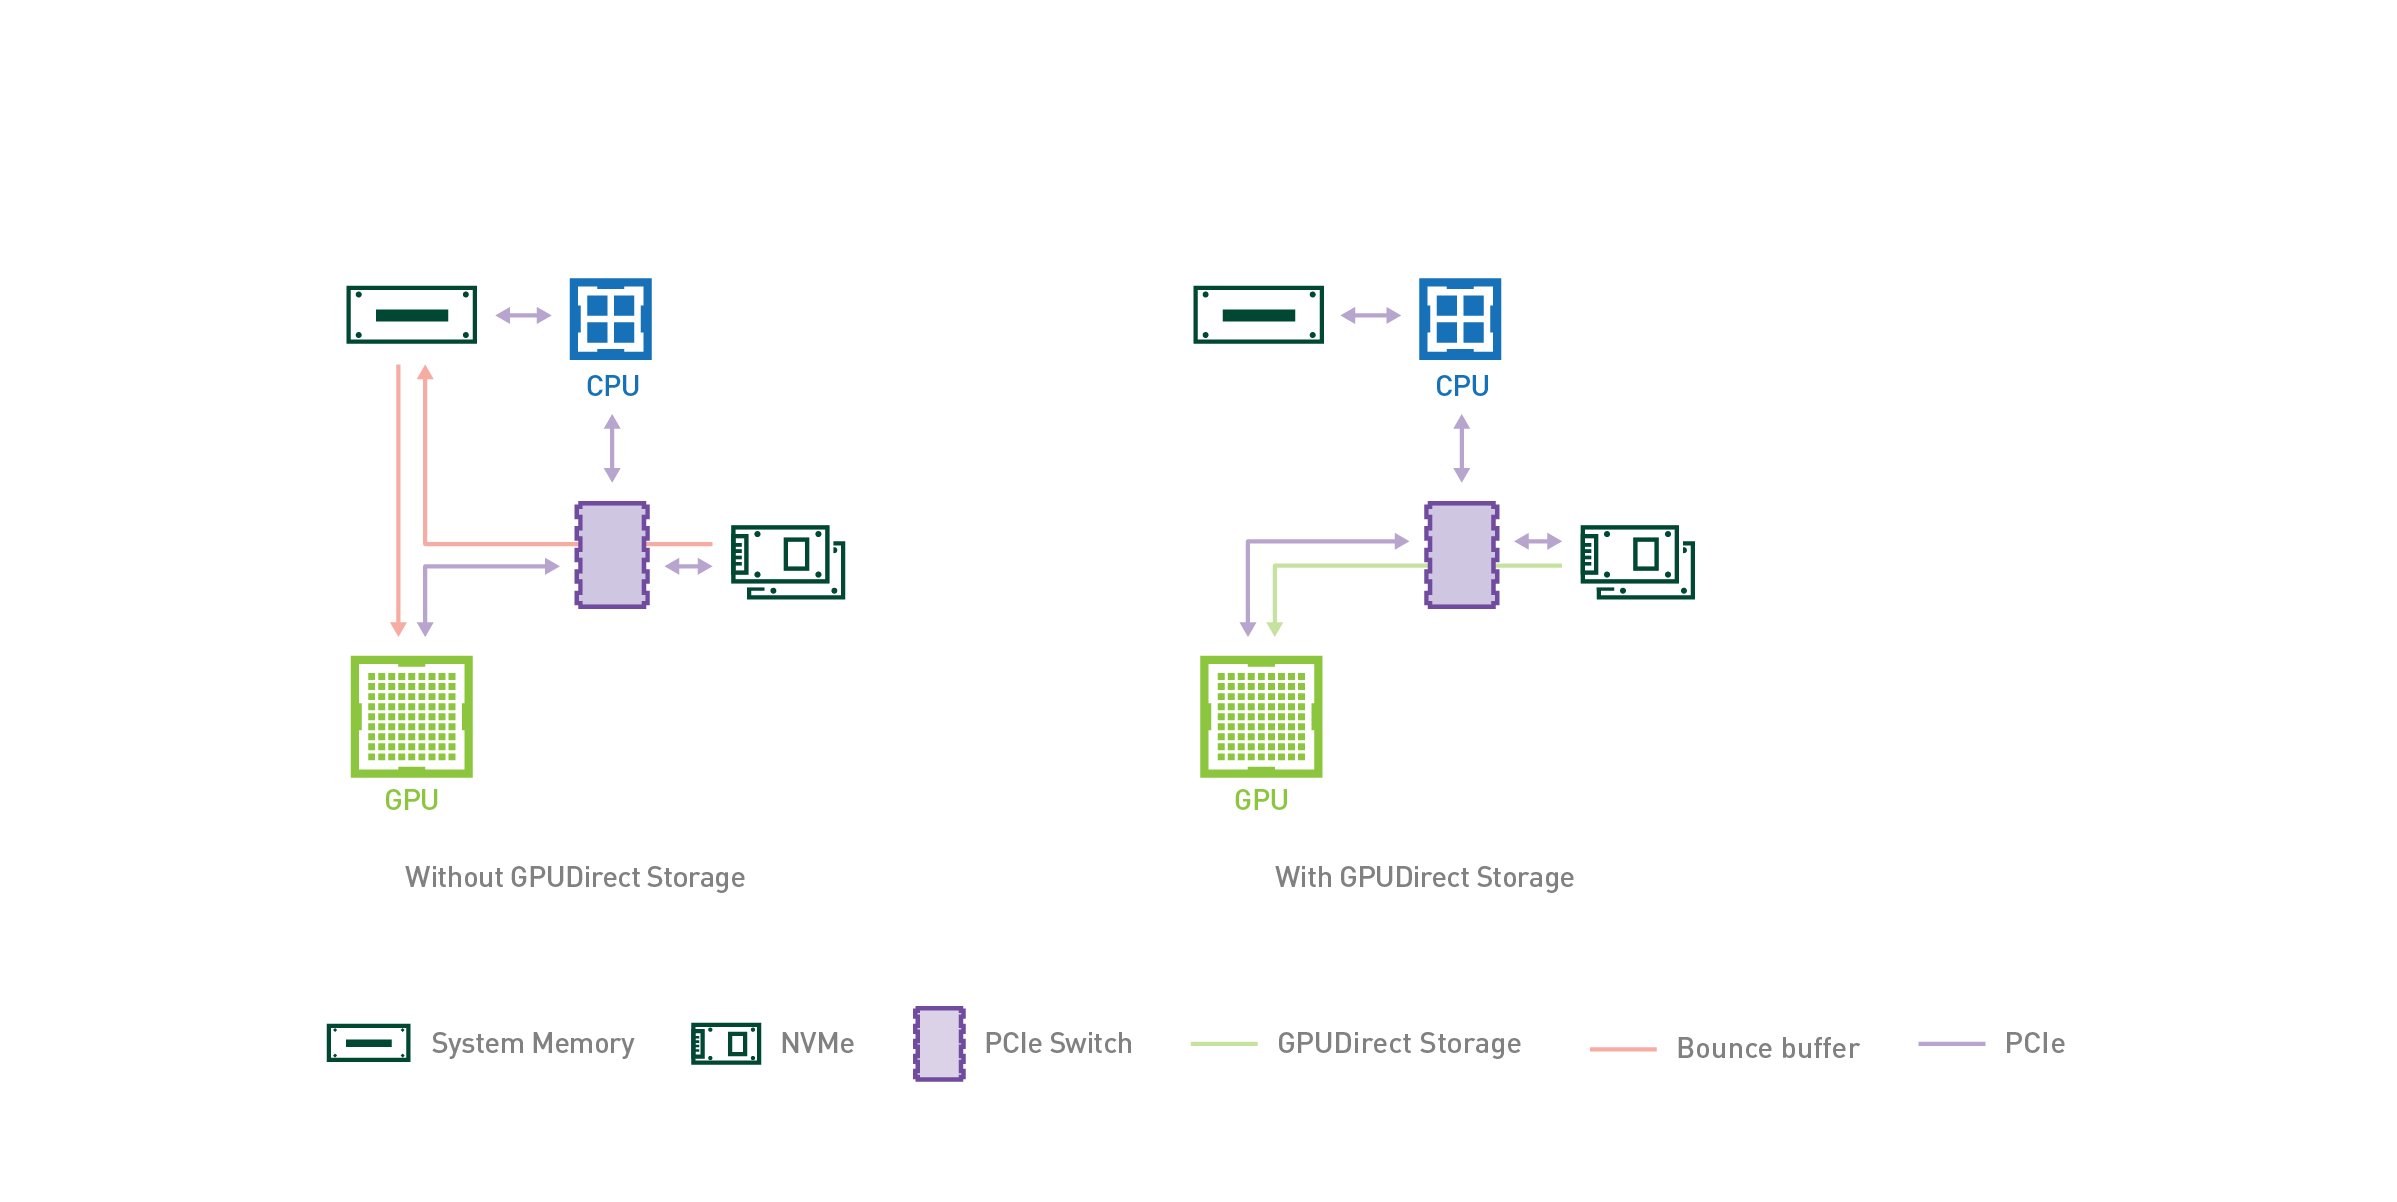 CPU
CPU
GPU
GPU
Without GPUDirect Storage
With GPUDirect Storage
System Memory
NVMe
PCIe Switch
GPUDirect Storage
Bounce buffer
PCIe